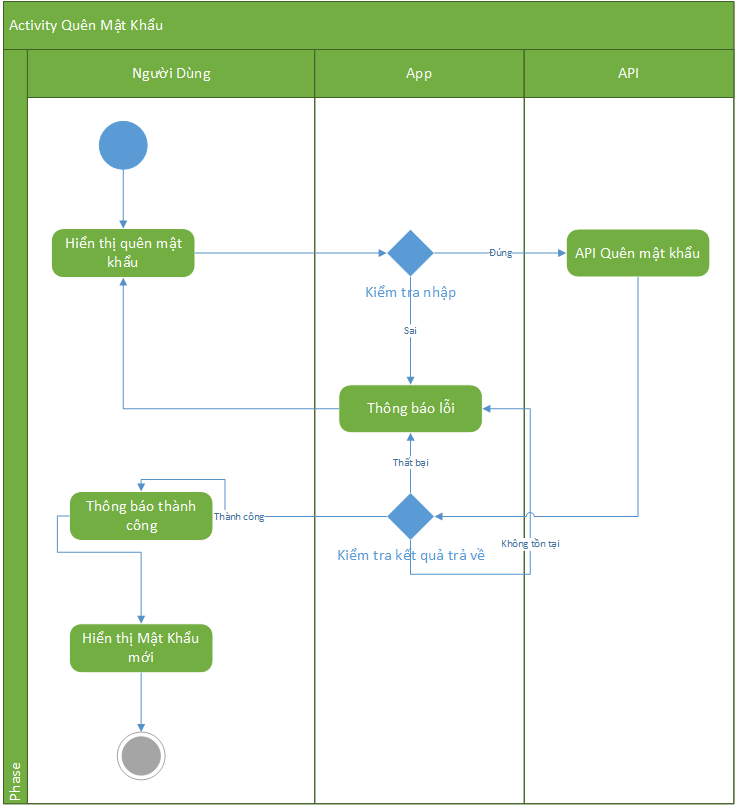 Activity Quên Mật Khẩu
Người Dùng
App
API
Hiển thị quên mật
khẩu
Đúng
API Quên mật khẩu
Kiểm tra nhập
Sai
Thông báo lỗi
Thất bại
Thông báo thành
công
Thành công
Không tồn tại
Kiểm tra kết quả trả về
Hiển thị Mật Khẩu
mới
Phase